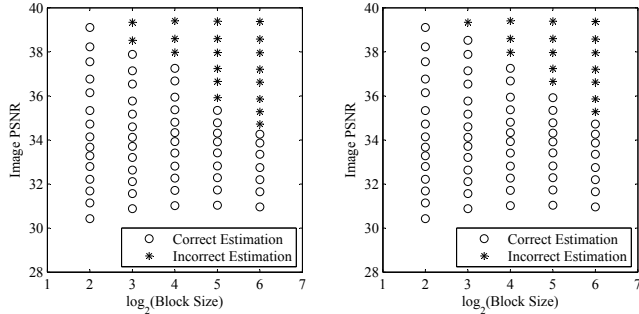 40
38
36
34
32
30
28
Image PSNR
Correct Estimation
Incorrect Estimation
1 2 3 4 5 6 7
log2(Block Size)
40
38
36
34
32
30
28
Image PSNR
Correct Estimation
Incorrect Estimation
1 2 3 4 5 6 7
log2(Block Size)